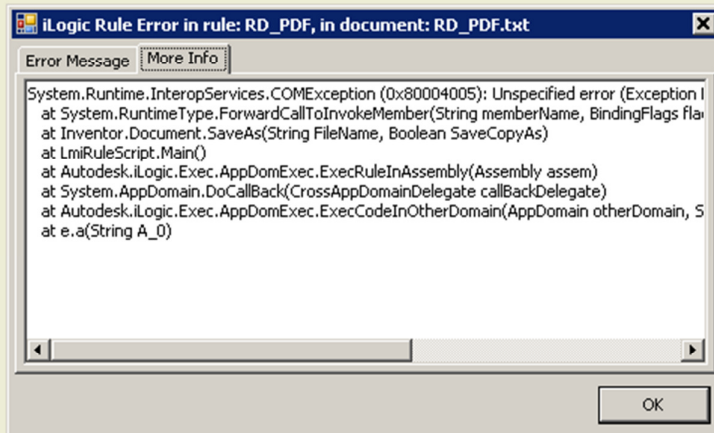 iLogic Rule Error in rule: RD_PDF, in document: RD_PDF.txt
Error Message More Info
System.Runtime.InteropServices.COMException (0x80004005): Unspecified error (Exception
at System.RuntimeType.ForwardCallToInvokeMember(String memberName, BindingFlags
at Inventor.Document.SaveAs(String FileName, Boolean SaveCopyAs)
at LmiRuleScript.Main()
at Autodesk.iLogic.Exec.AppDomExec.ExecRuleInAssembly(Assembly assem)
at System.AppDomain.DoCallBack(CrossAppDomainDelegate callBackDelegate)
at Autodesk.iLogic.Exec.AppDomExec.ExecCodeInOtherDomain(AppDomain otherDomain,
at e.a(String A_0)
OK